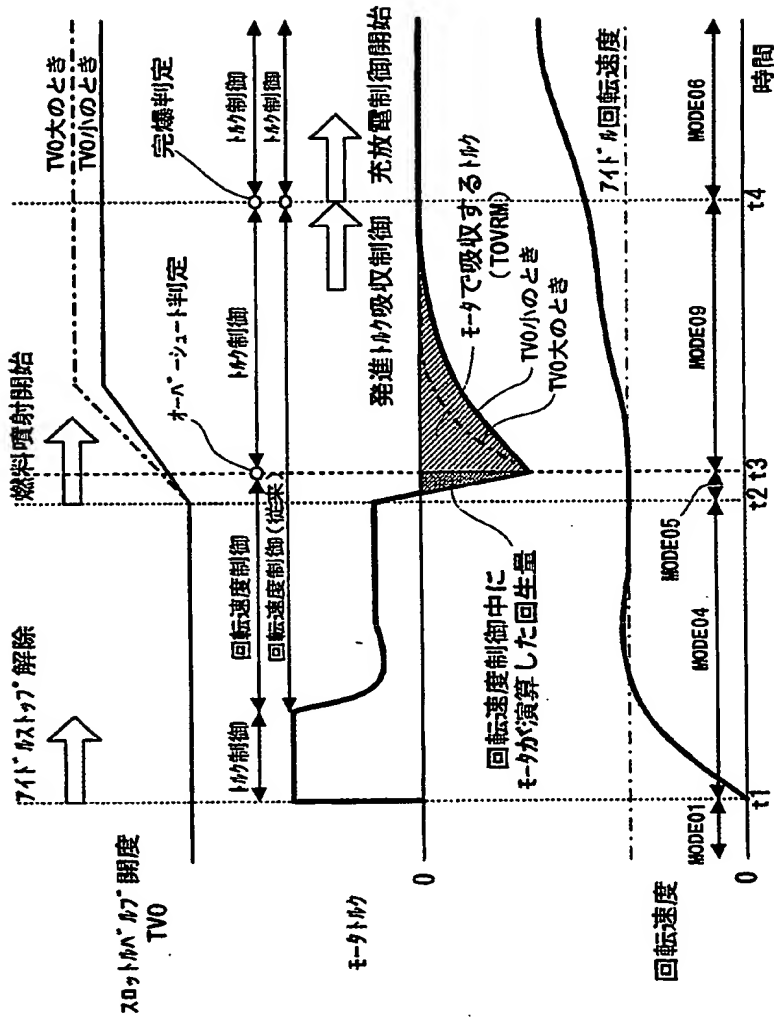 アイドルストップ解除
燃料噴射開始
スロットルバルブ開度
TVO
TVO大のとき
TVO小のとき
オーバーシュート判定
完爆判定
トルク制御
回転速度制御
トルク制御
トルク制御
回転速度制御(従来)
トルク制御
発進トルク吸収制御
充放電制御開始
モータトルク
0
モータで吸収するトルク
(TOVRM)
TVO小のとき
TVO大のとき
回転速度制御中に
モータが演算した回生量
アイドル回転速度
回転速度
0
MODE01
MODE04
MODE05
MODE09
MODE06
t1
t2
t3
t4
時間